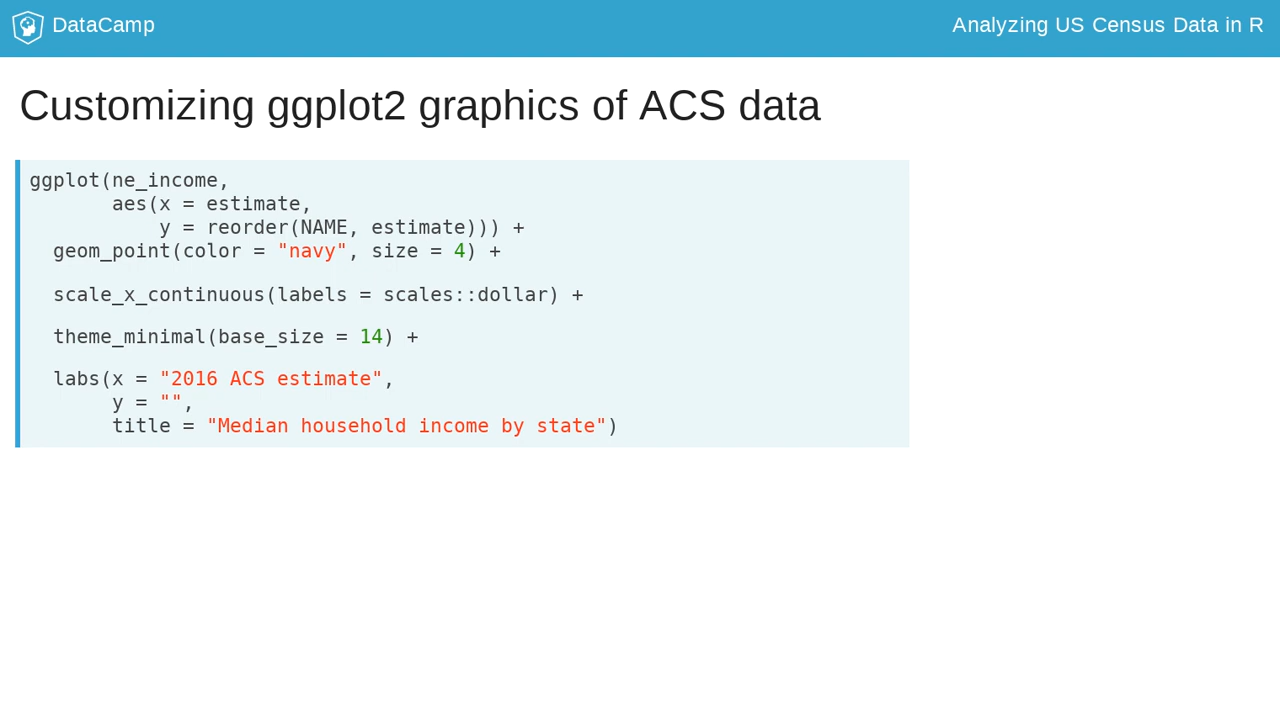 DataCamp
Analyzing US Census Data in R
Customizing ggplot2 graphics of ACS data
ggplot(ne_income,
       aes(x = estimate,
           y = reorder(NAME, estimate))) +
  geom_point(color = "navy", size = 4) +
  scale_x_continuous(labels = scales::dollar) +
  theme_minimal(base_size = 14) +
  labs(x = "2016 ACS estimate",
       y = "",
       title = "Median household income by state")